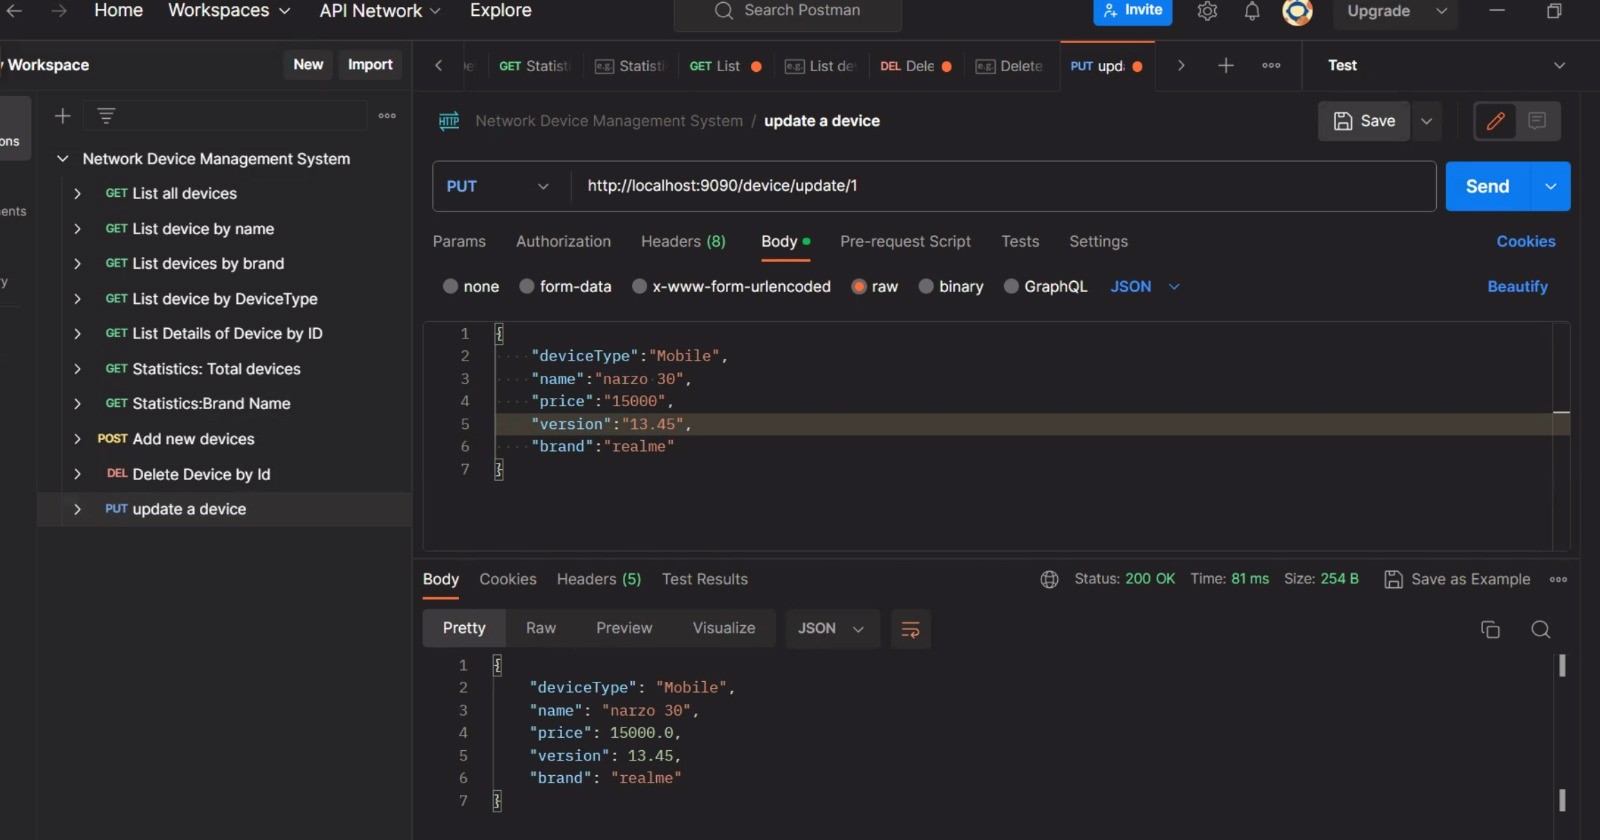 Home Workspaces API Network Explore Search Postman Invite Upgrade
Workspace New Import
GET Statist e.g. Statisti GET List e.g. List de DEL Dele e.g. Delete PUT upd Test
ons
Network Device Management System / update a device Save
Network Device Management System
PUT http://localhost:9090/device/update/1 Send
GET List all devices
ents
GET List device by name
Params Authorization Headers (8) Body Pre-request Script Tests Settings Cookies
GET List devices by brand
y
none form-data x-www-form-urlencoded raw binary GraphQL JSON Beautify
GET List device by DeviceType
GET List Details of Device by ID
GET Statistics: Total devices
GET Statistics:Brand Name
POST Add new devices
DEL Delete Device by Id
PUT update a device
1 {
2 "deviceType":"Mobile",
3 "name":"narzo 30",
4 "price":"15000",
5 "version":"13.45",
6 "brand":"realme"
7 }
Body Cookies Headers (5) Test Results Status: 200 OK Time: 81 ms Size: 254 B Save as Example
Pretty Raw Preview Visualize JSON
1 {
2 "deviceType": "Mobile",
3 "name": "narzo 30",
4 "price": 15000.0,
5 "version": 13.45,
6 "brand": "realme"
7 }